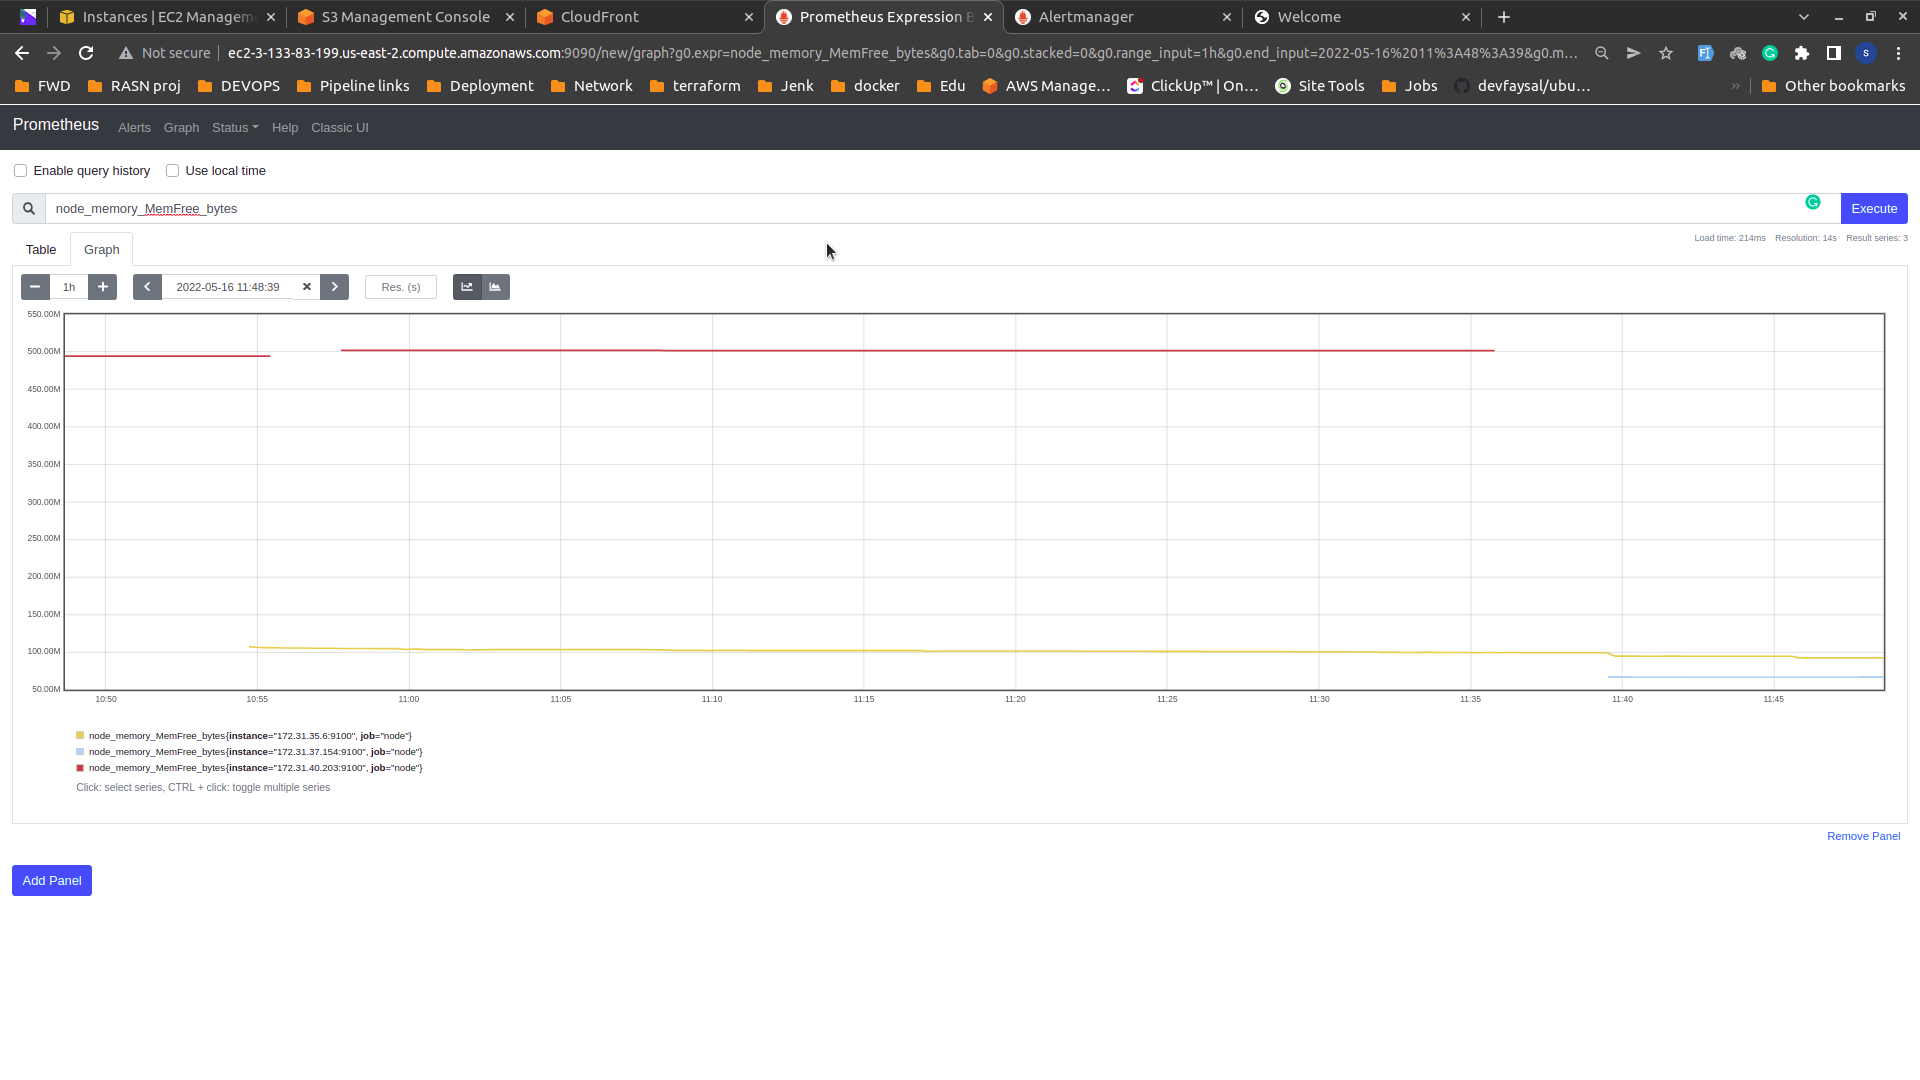 Instances | EC2 Managem
S3 Management Console
CloudFront
Prometheus Expression B
Alertmanager
Welcome
Not secure
ec2-3-133-83-199.us-east-2.compute.amazonaws.com:9090/new/graph?g0.expr=node_memory_MemFree_bytes&g0.tab=0&g0.stacked=0&g0.range_input=1h&g0.end_input=2022-05-16%2011%3A48%3A39&g0.m...
S
FWD RASN proj DEVOPS Pipeline links Deployment Network terraform Jenk docker Edu AWS Manage... ClickUp™ | On... Site Tools Jobs devfaysal/ubu... » Other bookmarks
Prometheus Alerts Graph Status Help Classic UI
Enable query history Use local time
node_memory_MemFree_bytes
Execute
Table Graph
Load time: 214ms Resolution: 14s Result series: 3
1h
2022-05-16 11:48:39
Res. (s)
550.00M
500.00M
450.00M
400.00M
350.00M
300.00M
250.00M
200.00M
150.00M
100.00M
50.00M
10:50 10:55 11:00 11:05 11:10 11:15 11:20 11:25 11:30 11:35 11:40 11:45
node_memory_MemFree_bytes{instance="172.31.35.6:9100", job="node"}
node_memory_MemFree_bytes{instance="172.31.37.154:9100", job="node"}
node_memory_MemFree_bytes{instance="172.31.40.203:9100", job="node"}
Click: select series, CTRL + click: toggle multiple series
Remove Panel
Add Panel